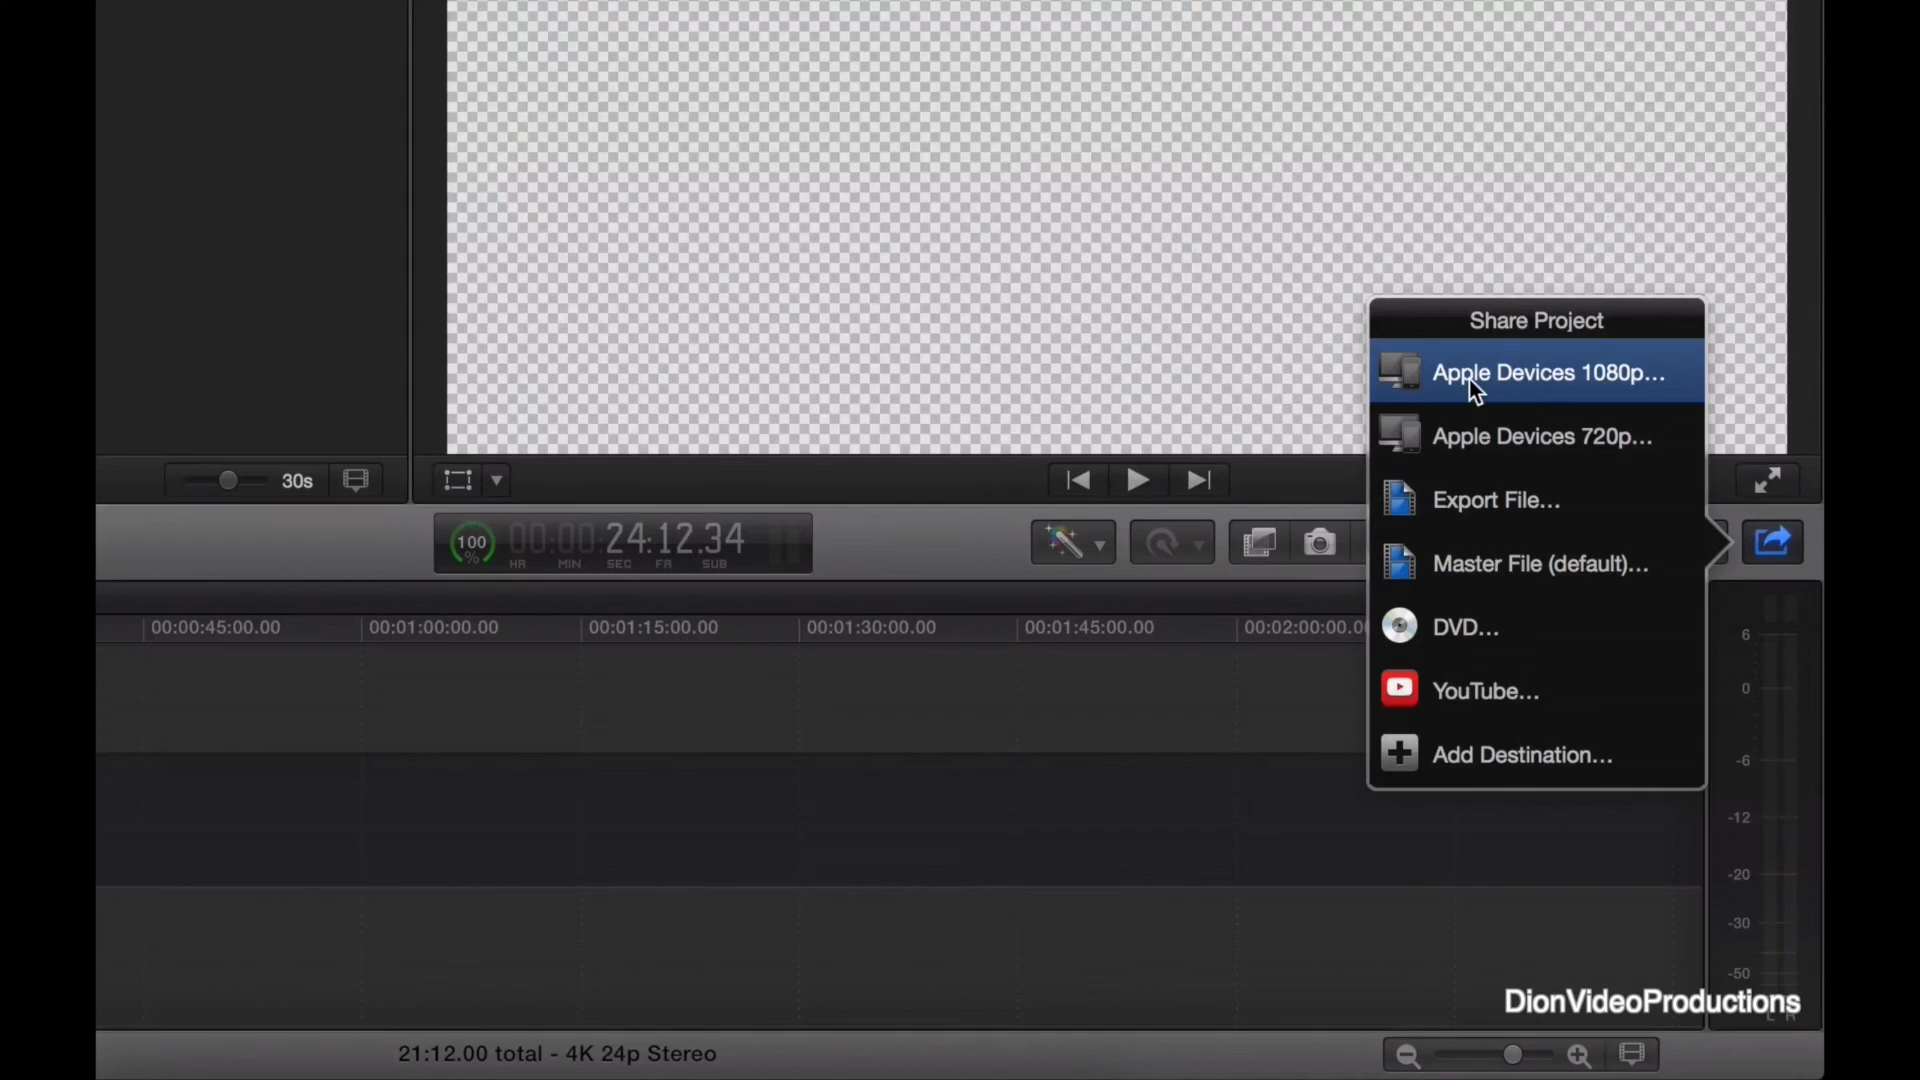 Share Project
Apple Devices 1080p...
Apple Devices 720p...
Export File...
Master File (default)...
DVD...
YouTube...
Add Destination...
30s
100
%
00:00:24:12.34
HR MIN SEC FR SUB
00:00:45:00.00 00:01:00:00.00 00:01:15:00.00 00:01:30:00.00 00:01:45:00.00 00:02:00:00.0
6
0
-6
-12
-20
-30
-50
L R
DionVideoProductions
21:12.00 total - 4K 24p Stereo